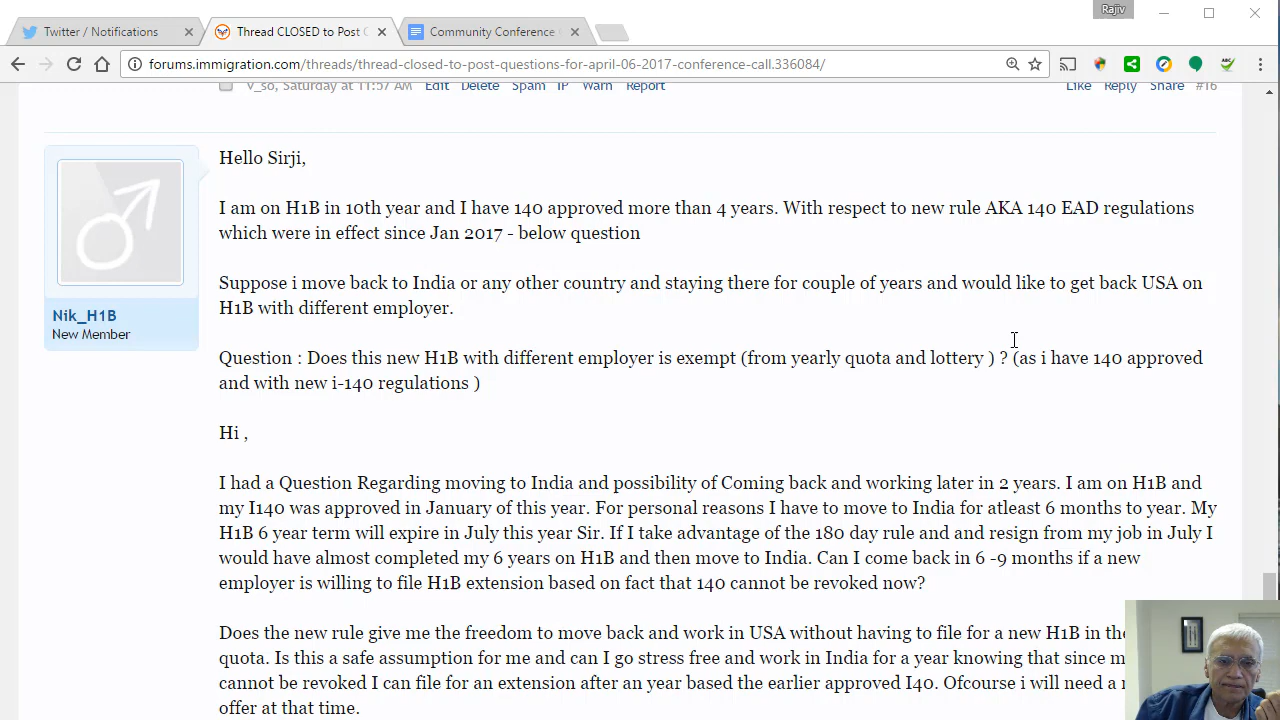 Rajiv
Twitter / Notifications
Thread CLOSED to Post
Community Conference
forums.immigration.com/threads/thread-closed-to-post-questions-for-april-06-2017-conference-call.336084/
v_so, Saturday at 11:57 AM Edit Delete Spam IP Warn Report Like Reply Share #16
Hello Sirji,
I am on H1B in 10th year and I have 140 approved more than 4 years. With respect to new rule AKA 140 EAD regulations
which were in effect since Jan 2017 - below question
Suppose i move back to India or any other country and staying there for couple of years and would like to get back USA on
H1B with different employer.
Nik_H1B
New Member
Question : Does this new H1B with different employer is exempt (from yearly quota and lottery ) ? (as i have 140 approved
and with new i-140 regulations )
Hi ,
I had a Question Regarding moving to India and possibility of Coming back and working later in 2 years. I am on H1B and
my I140 was approved in January of this year. For personal reasons I have to move to India for atleast 6 months to year. My
H1B 6 year term will expire in July this year Sir. If I take advantage of the 180 day rule and and resign from my job in July I
would have almost completed my 6 years on H1B and then move to India. Can I come back in 6 -9 months if a new
employer is willing to file H1B extension based on fact that 140 cannot be revoked now?
Does the new rule give me the freedom to move back and work in USA without having to file for a new H1B in the
quota. Is this a safe assumption for me and can I go stress free and work in India for a year knowing that since
cannot be revoked I can file for an extension after an year based the earlier approved I40. Ofcourse i will need a
offer at that time.